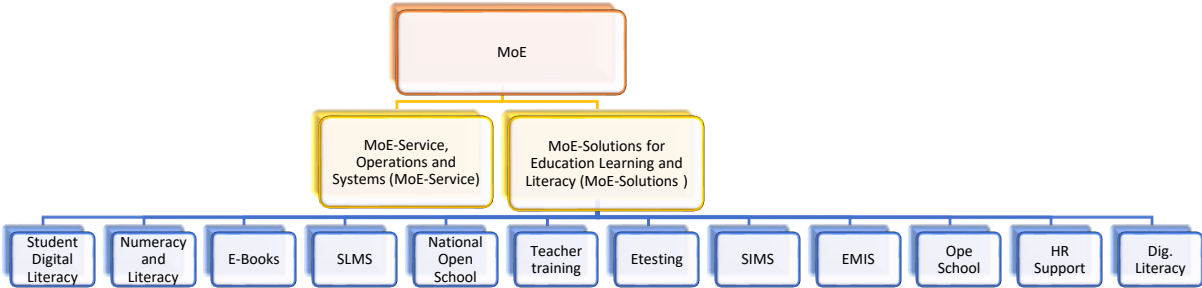 MoE
MoE-Service,
Operations and
Systems (MoE-Service)
MoE-Solutions for
Education Learning and
Literacy (MoE-Solutions )
Student
Digital
Literacy
Numeracy
and
Literacy
E-Books
SLMS
National
Open
School
Teacher
training
Etesting
SIMS
EMIS
Ope
School
HR
Support
Dig.
Literacy